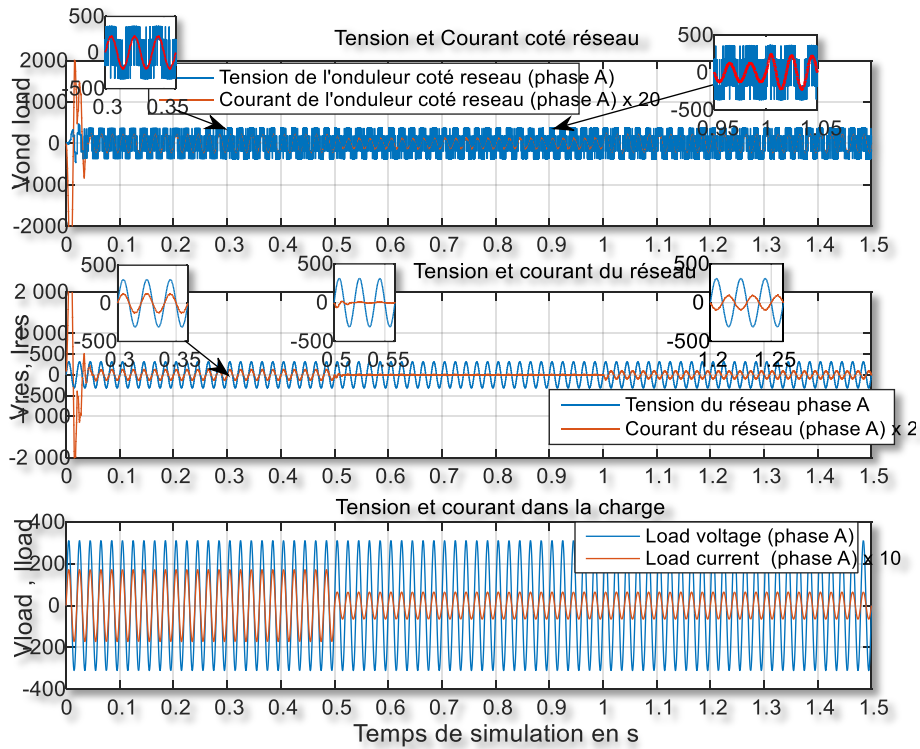 Tension et Courant coté réseau
500
0
-500
0.3 0.35
500
0
-500
0.95 1 1.05
Tension de l'onduleur coté reseau (phase A)
Courant de l'onduleur coté reseau (phase A) x 20
Vond Iond
2000
1000
0
-1000
-2000
0 0.1 0.2 0.3 0.4 0.5 0.6 0.7 0.8 0.9 1 1.1 1.2 1.3 1.4 1.5
Tension et courant du réseau
500
0
-500
0.3 0.35
500
0
-500
0.5 0.55
500
0
-500
1.2 1.25
Vres, Ires
2 000
1000
500
0
-500
-1000
-2 000
Tension du réseau phase A
Courant du réseau (phase A) x 2
0 0.1 0.2 0.3 0.4 0.5 0.6 0.7 0.8 0.9 1 1.1 1.2 1.3 1.4 1.5
Tension et courant dans la charge
Load voltage (phase A)
Load current (phase A) x 10
Vload , Iload
400
200
0
-200
-400
0 0.1 0.2 0.3 0.4 0.5 0.6 0.7 0.8 0.9 1 1.1 1.2 1.3 1.4 1.5
Temps de simulation en s